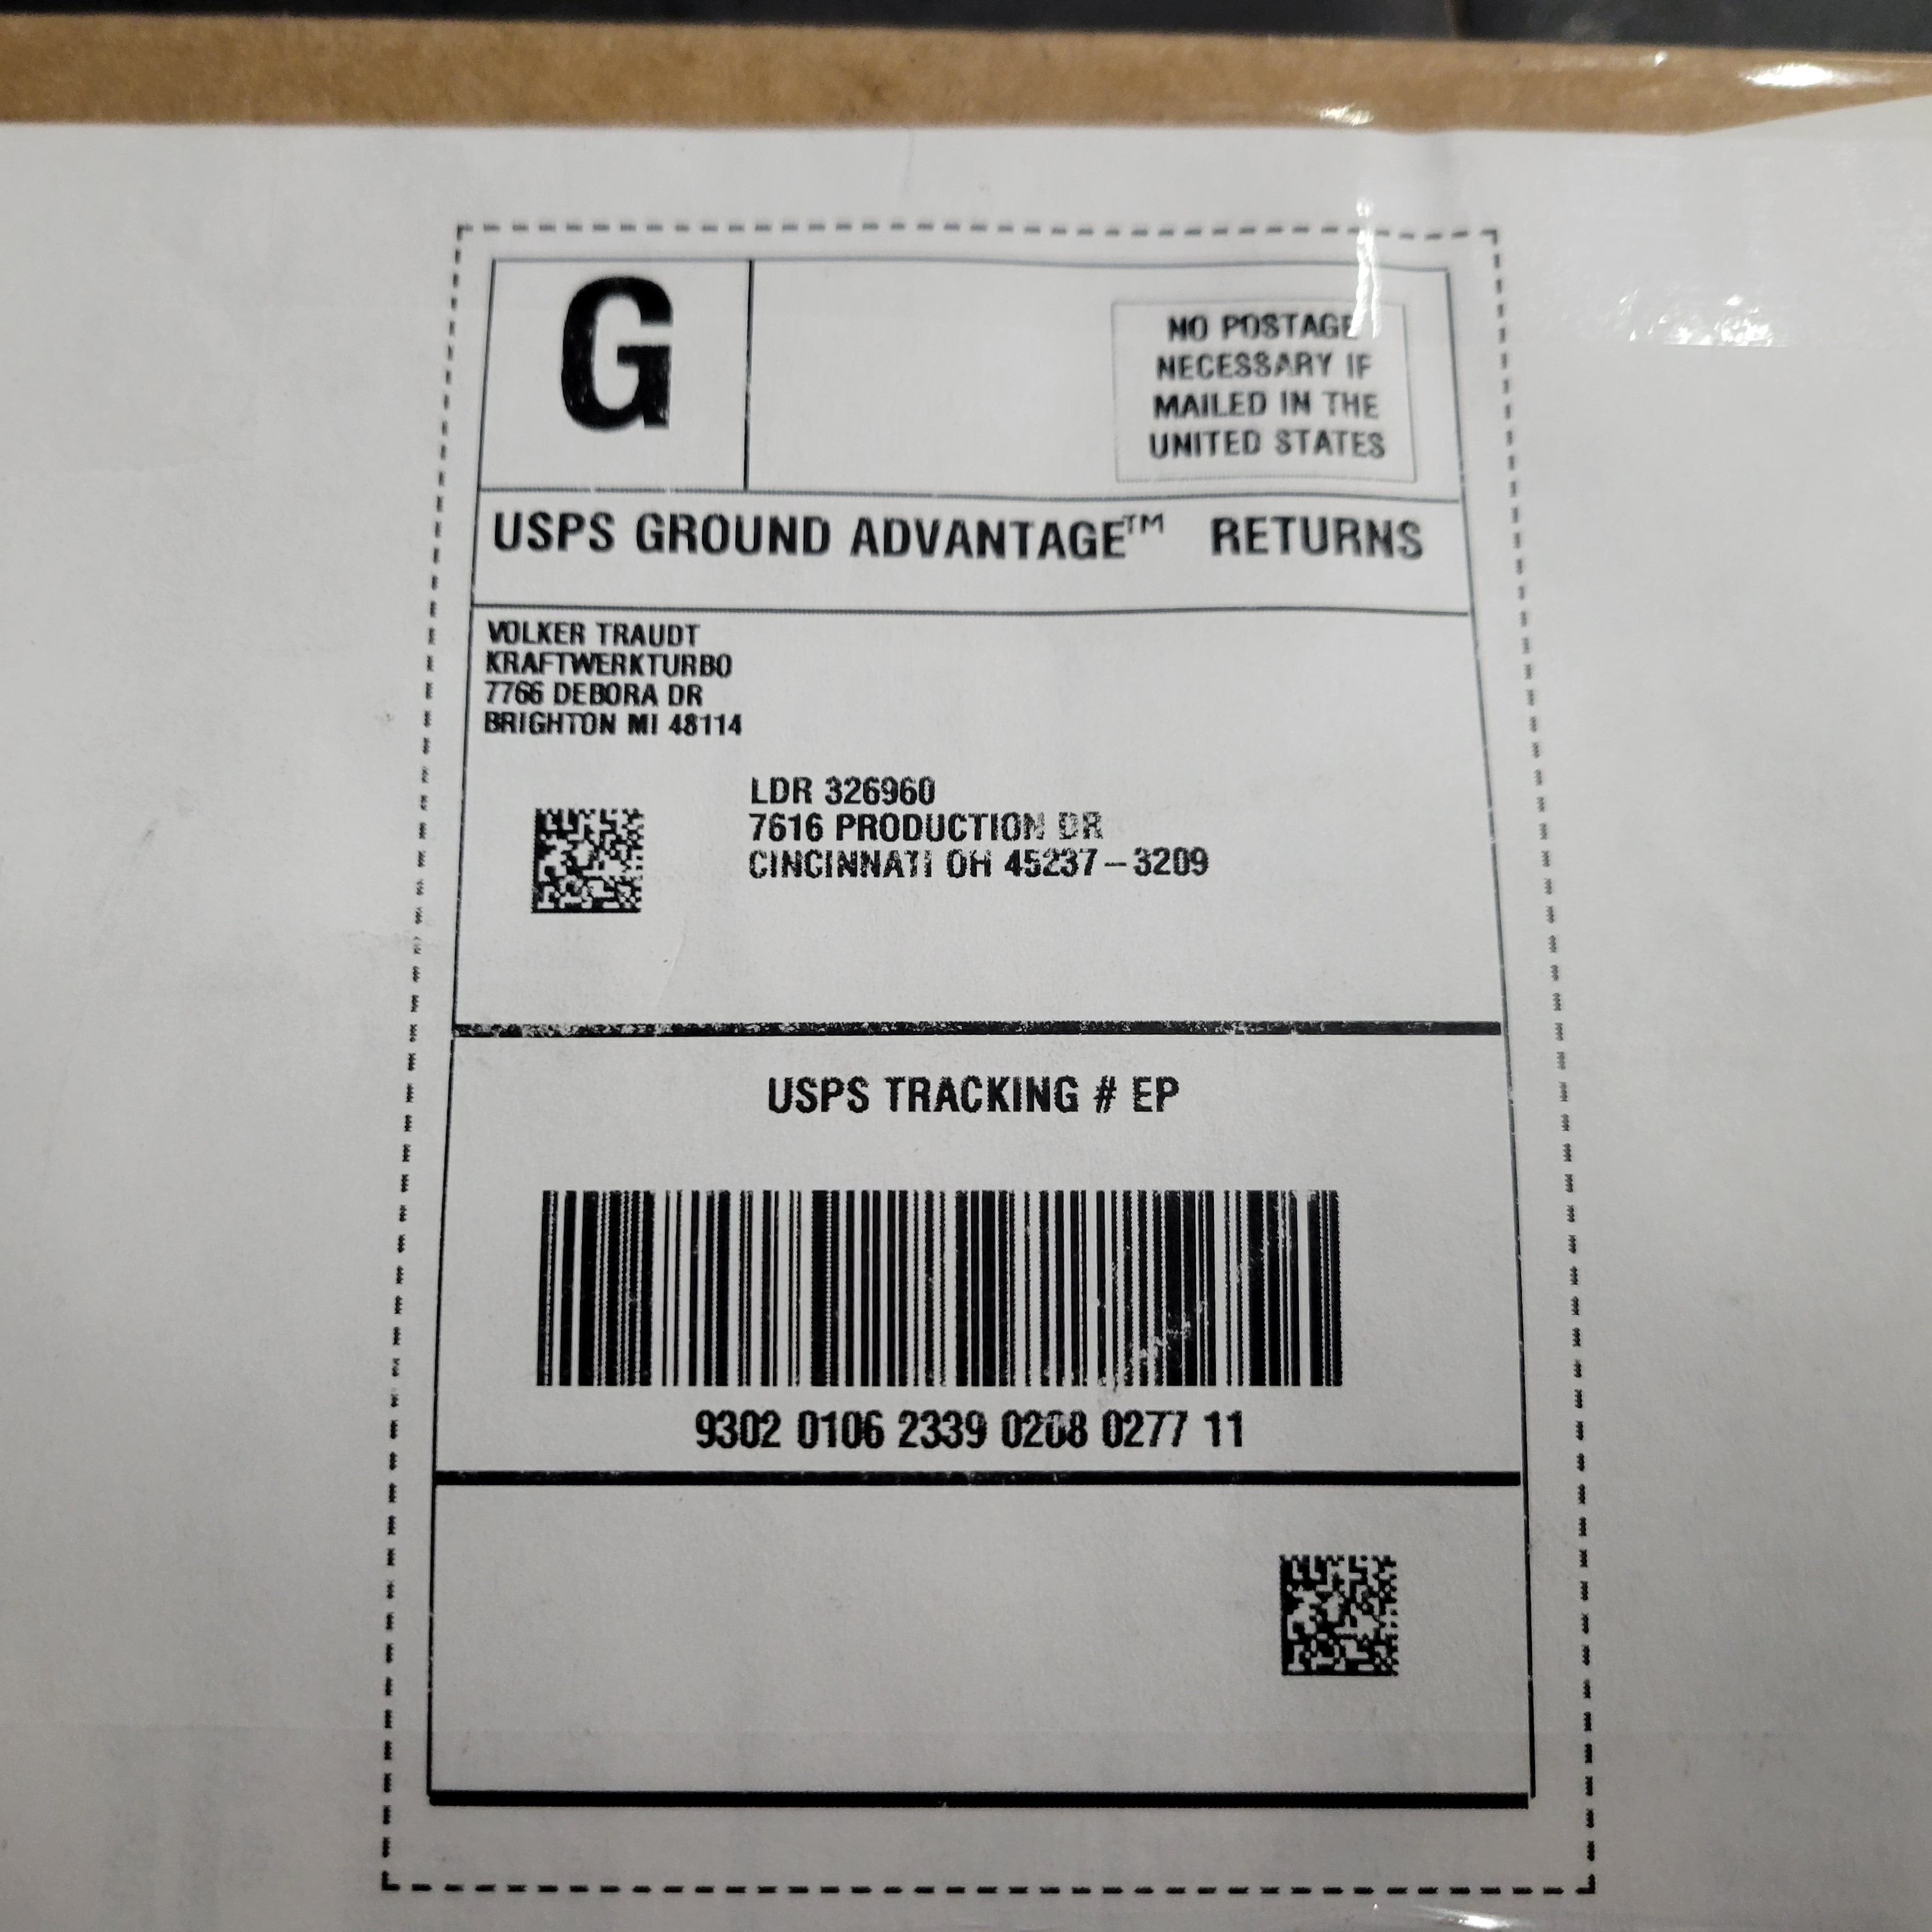 G
NO POSTAGE
NECESSARY IF
MAILED IN THE
UNITED STATES
USPS GROUND ADVANTAGE™ RETURNS
VOLKER TRAUDT
KRAFTWERKTURBO
7766 DEBORA DR
BRIGHTON MI 48114
LDR 326960
7616 PRODUCTION DR
CINCINNATI OH 45237-3209
USPS TRACKING # EP
9302 0106 2339 0208 0277 11